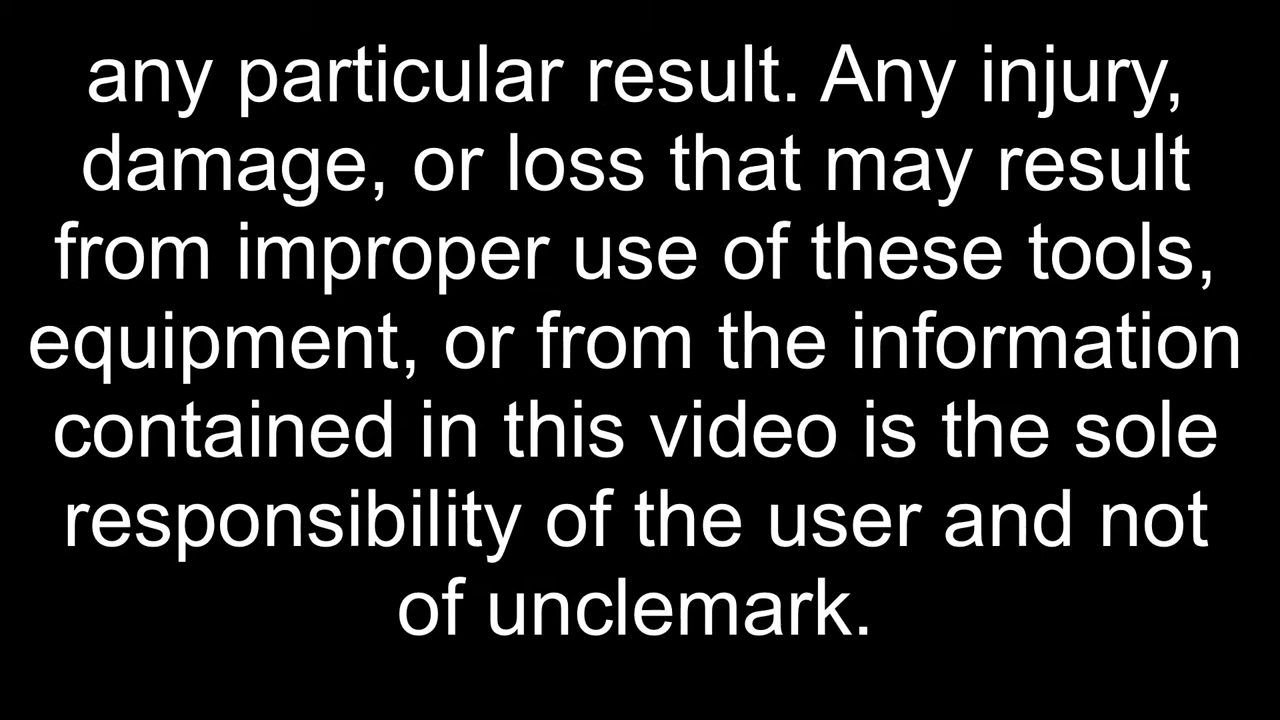 any particular result. Any injury,
damage, or loss that may result
from improper use of these tools,
equipment, or from the information
contained in this video is the sole
responsibility of the user and not
of unclemark.